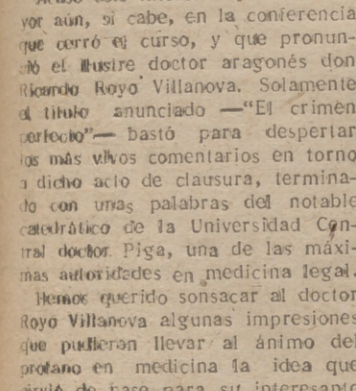 yor aún, si cabe, en la conferencia
que cerró el curso, y que pronun-
ció el ilustre doctor aragonés don
Ricardo Royo Villanova. Solamente
el título anunciado —"El crimen
perfecto"— bastó para despertar
los más vivos comentarios en torno
a dicho acto de clausura, termina-
do con unas palabras del notable
catedrático de la Universidad Cen-
tral doctor Piga, una de las máxi-
mas autoridades en medicina legal.
Hemos querido sonsacar al doctor
Royo Villanova algunas impresiones
que pudieran llevar al ánimo del
profano en medicina la idea que
de base para su